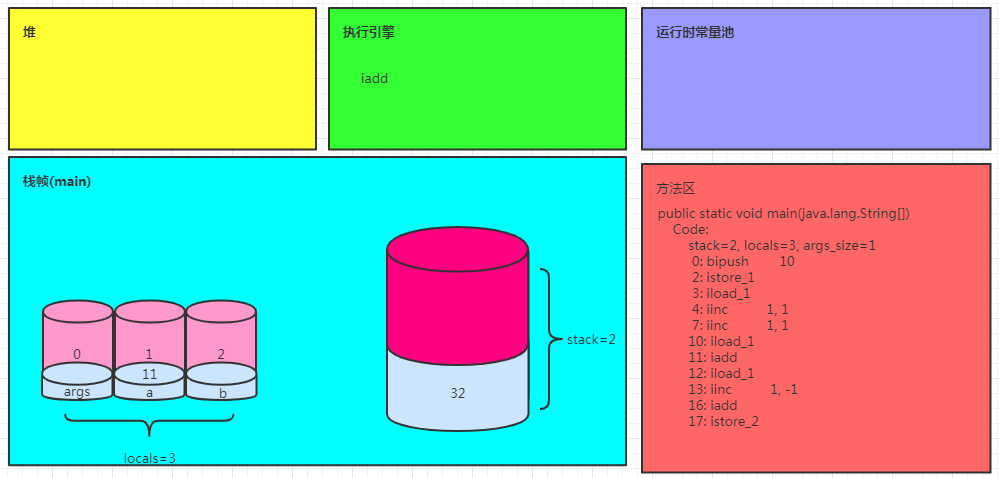 堆
执行引擎
iadd
运行时常量池
栈帧(main)
0
1
2
11
args
a
b
locals=3
32
stack=2
方法区
public static void main(java.lang.String[])
Code:
stack=2, locals=3, args_size=1
0: bipush 10
2: istore_1
3: iload_1
4: iinc 1, 1
7: iinc 1, 1
10: iload_1
11: iadd
12: iload_1
13: iinc 1, -1
16: iadd
17: istore_2